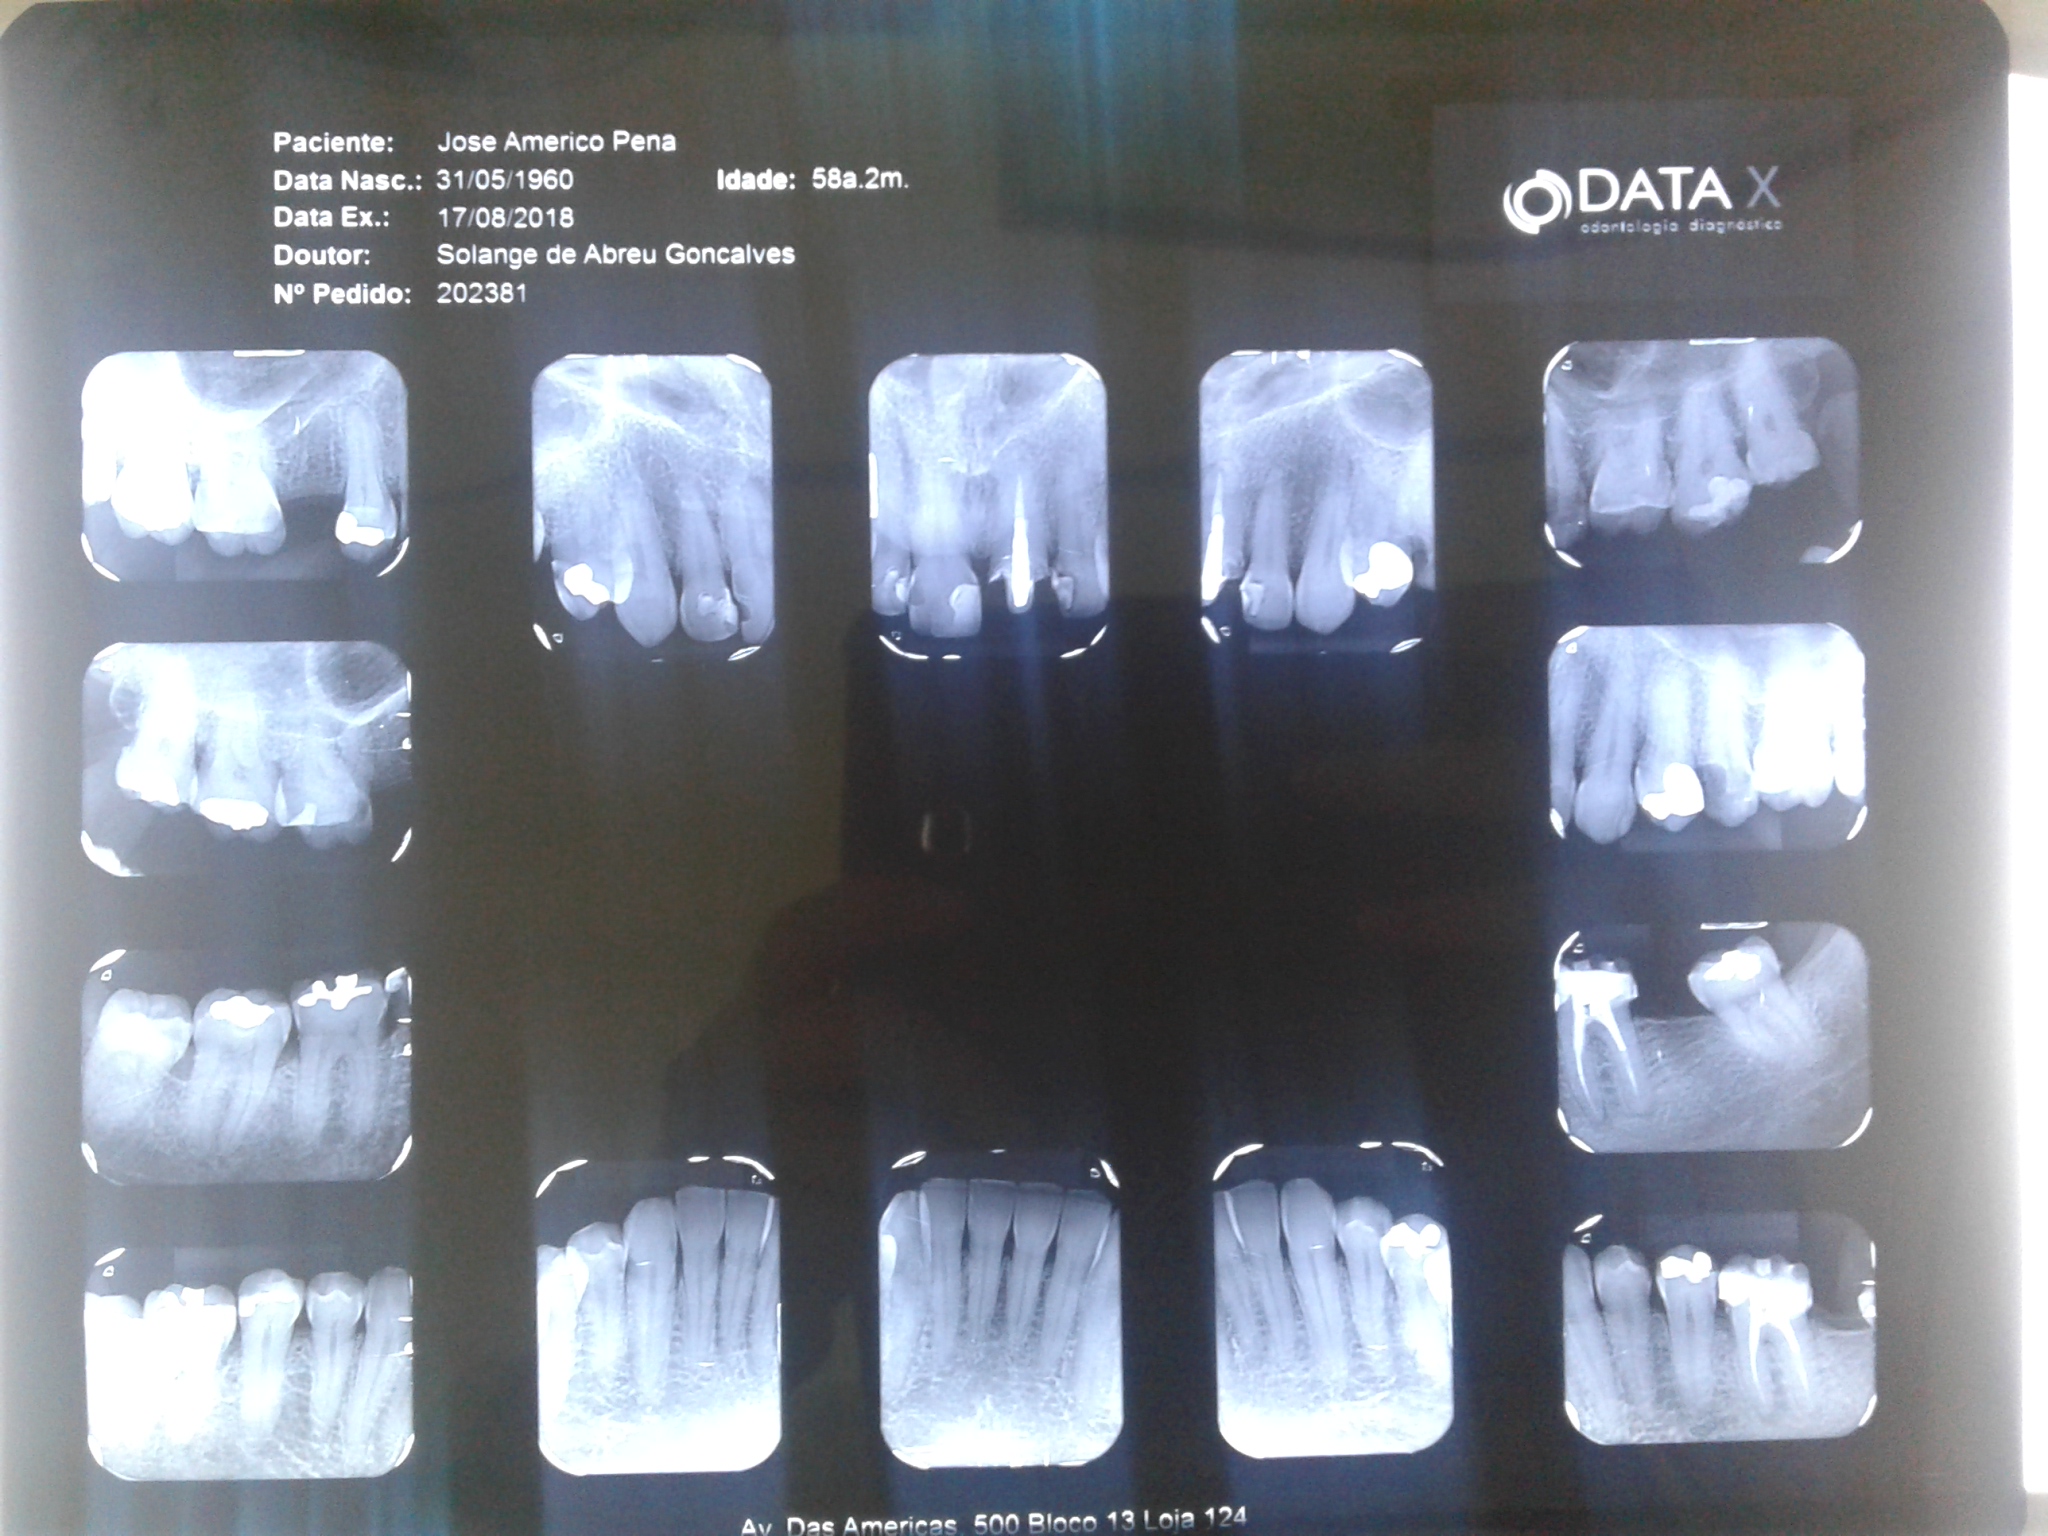 Paciente: Jose Americo Pena
Data Nasc.: 31/05/1960 Idade: 58a.2m.
Data Ex.: 17/08/2018
Doutor: Solange de Abreu Goncalves
Nº Pedido: 202381
DATA X
odontologia diagnóstica
Av. Das Americas, 500 Bloco 13 Loja 124